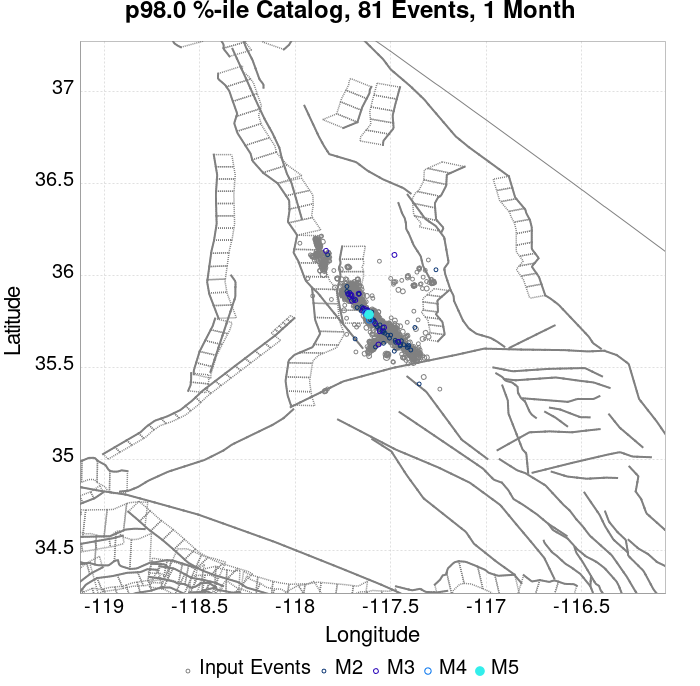 p98.0 %-ile Catalog, 81 Events, 1 Month
37
36.5
36
35.5
35
34.5
Latitude
-119 -118.5 -118 -117.5 -117 -116.5
Longitude
Input Events M2 M3 M4 M5